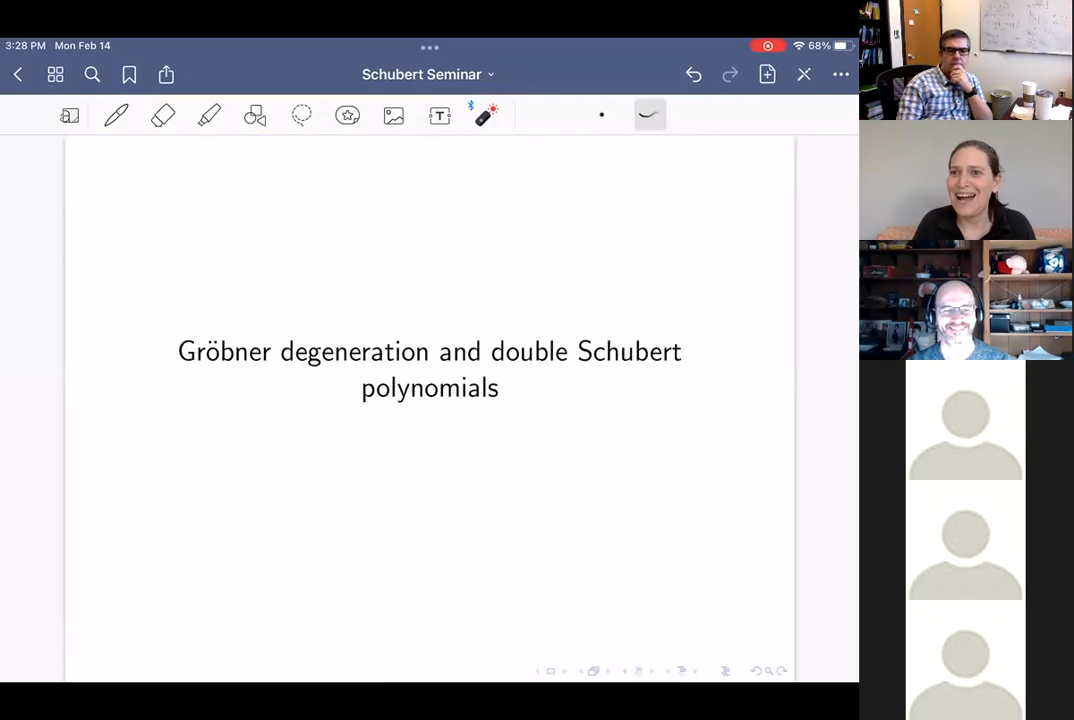 3:28 PM Mon Feb 14
68%
Schubert Seminar
T
Gröbner degeneration and double Schubert
polynomials